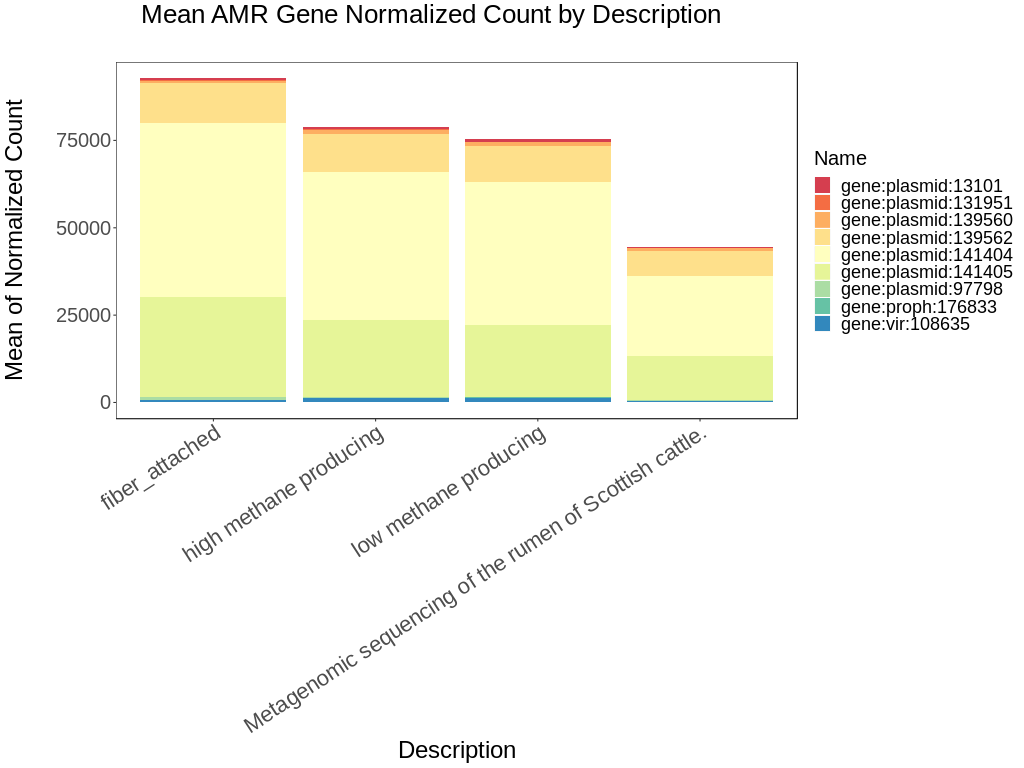 Mean AMR Gene Normalized Count by Description
Mean of Normalized Count
75000
50000
25000
0
fiber_attached
high methane producing
low methane producing
Metagenomic sequencing of the rumen of Scottish cattle.
Description
Name
gene:plasmid:13101
gene:plasmid:131951
gene:plasmid:139560
gene:plasmid:139562
gene:plasmid:141404
gene:plasmid:141405
gene:plasmid:97798
gene:proph:176833
gene:vir:108635